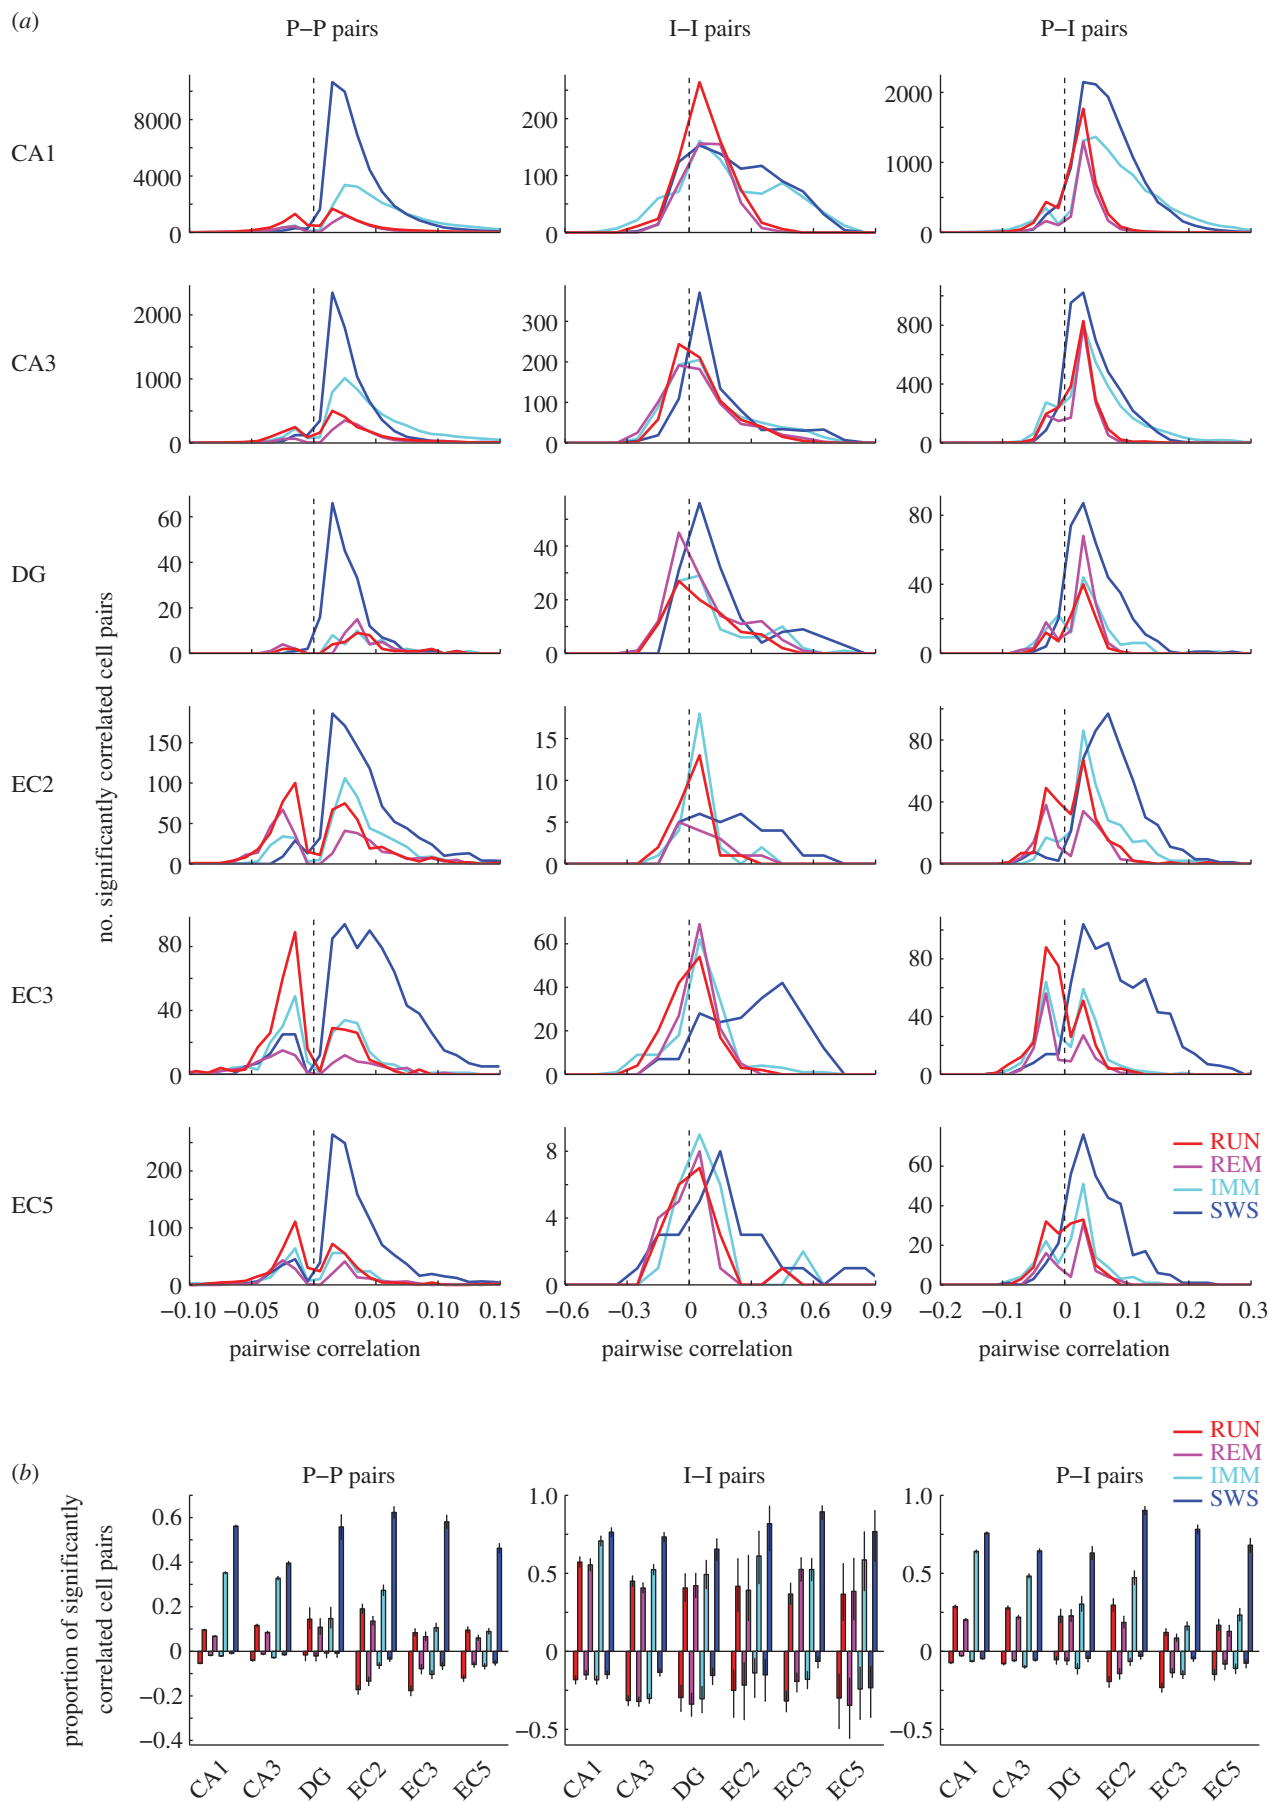 (a)
P–P pairs I–I pairs P–I pairs
CA1
8000
4000
0
200
100
0
2000
1000
0
CA3
2000
1000
0
300
200
100
0
800
400
0
DG
60
40
20
0
40
20
0
80
40
0
EC2
150
100
50
0
15
10
5
0
80
40
0
EC3
80
40
0
60
40
20
0
80
40
0
EC5
200
100
0
8
4
0
60
40
20
0
no. significantly correlated cell pairs
RUN
REM
IMM
SWS
−0.10 −0.05 0 0.05 0.10 0.15
−0.6 −0.3 0 0.3 0.6 0.9
−0.2 −0.1 0 0.1 0.2 0.3
pairwise correlation pairwise correlation pairwise correlation
RUN
REM
IMM
SWS
(b)
P–P pairs I–I pairs P–I pairs
proportion of significantly
correlated cell pairs
0.6
0.4
0.2
0
−0.2
−0.4
1.0
0.5
0
−0.5
1.0
0.5
0
−0.5
CA1 CA3 DG EC2 EC3 EC5
CA1 CA3 DG EC2 EC3 EC5
CA1 CA3 DG EC2 EC3 EC5